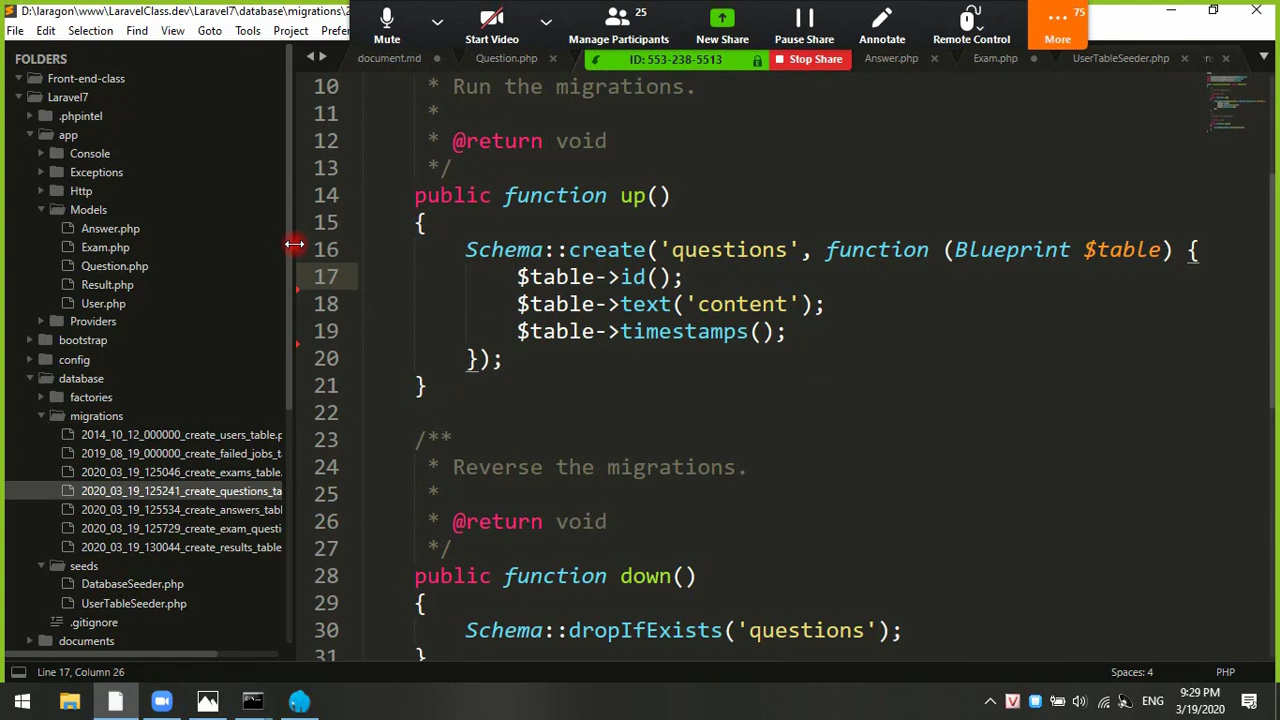 D:\laragon\www\LaravelClass.dev\Laravel7\database\migrations\2
File Edit Selection Find View Goto Tools Project Prefer
Mute
Start Video
25
Manage Participants
New Share
Pause Share
Annotate
Remote Control
75
More
ID: 553-238-5513
Stop Share
document.md
Question.php
Answer.php
Exam.php
UserTableSeeder.php
FOLDERS
Front-end-class
Laravel7
.phpintel
app
Console
Exceptions
Http
Models
Answer.php
Exam.php
Question.php
Result.php
User.php
Providers
bootstrap
config
database
factories
migrations
2014_10_12_000000_create_users_table.p
2019_08_19_000000_create_failed_jobs_t
2020_03_19_125046_create_exams_table.
2020_03_19_125241_create_questions_ta
2020_03_19_125534_create_answers_tabl
2020_03_19_125729_create_exam_questi
2020_03_19_130044_create_results_table
seeds
DatabaseSeeder.php
UserTableSeeder.php
.gitignore
documents
10 * Run the migrations.
11 *
12 * @return void
13 */
14 public function up()
15 {
16 Schema::create('questions', function (Blueprint $table) {
17 $table->id();
18 $table->text('content');
19 $table->timestamps();
20 });
21 }
22
23 /**
24 * Reverse the migrations.
25 *
26 * @return void
27 */
28 public function down()
29 {
30 Schema::dropIfExists('questions');
31 }
Line 17, Column 26
Spaces: 4
PHP
ENG
9:29 PM
3/19/2020